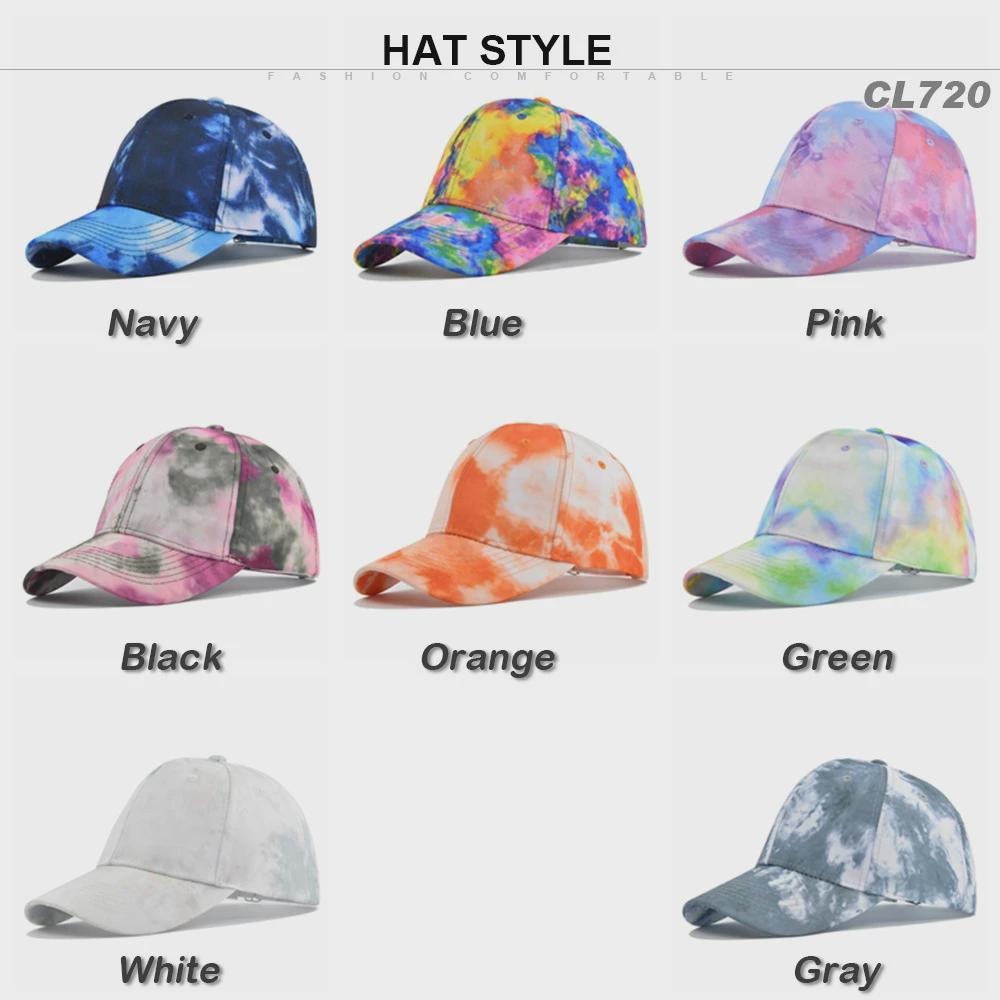 HAT STYLE
FASHION COMFORTABLE
CL720
Navy
Blue
Pink
Black
Orange
Green
White
Gray